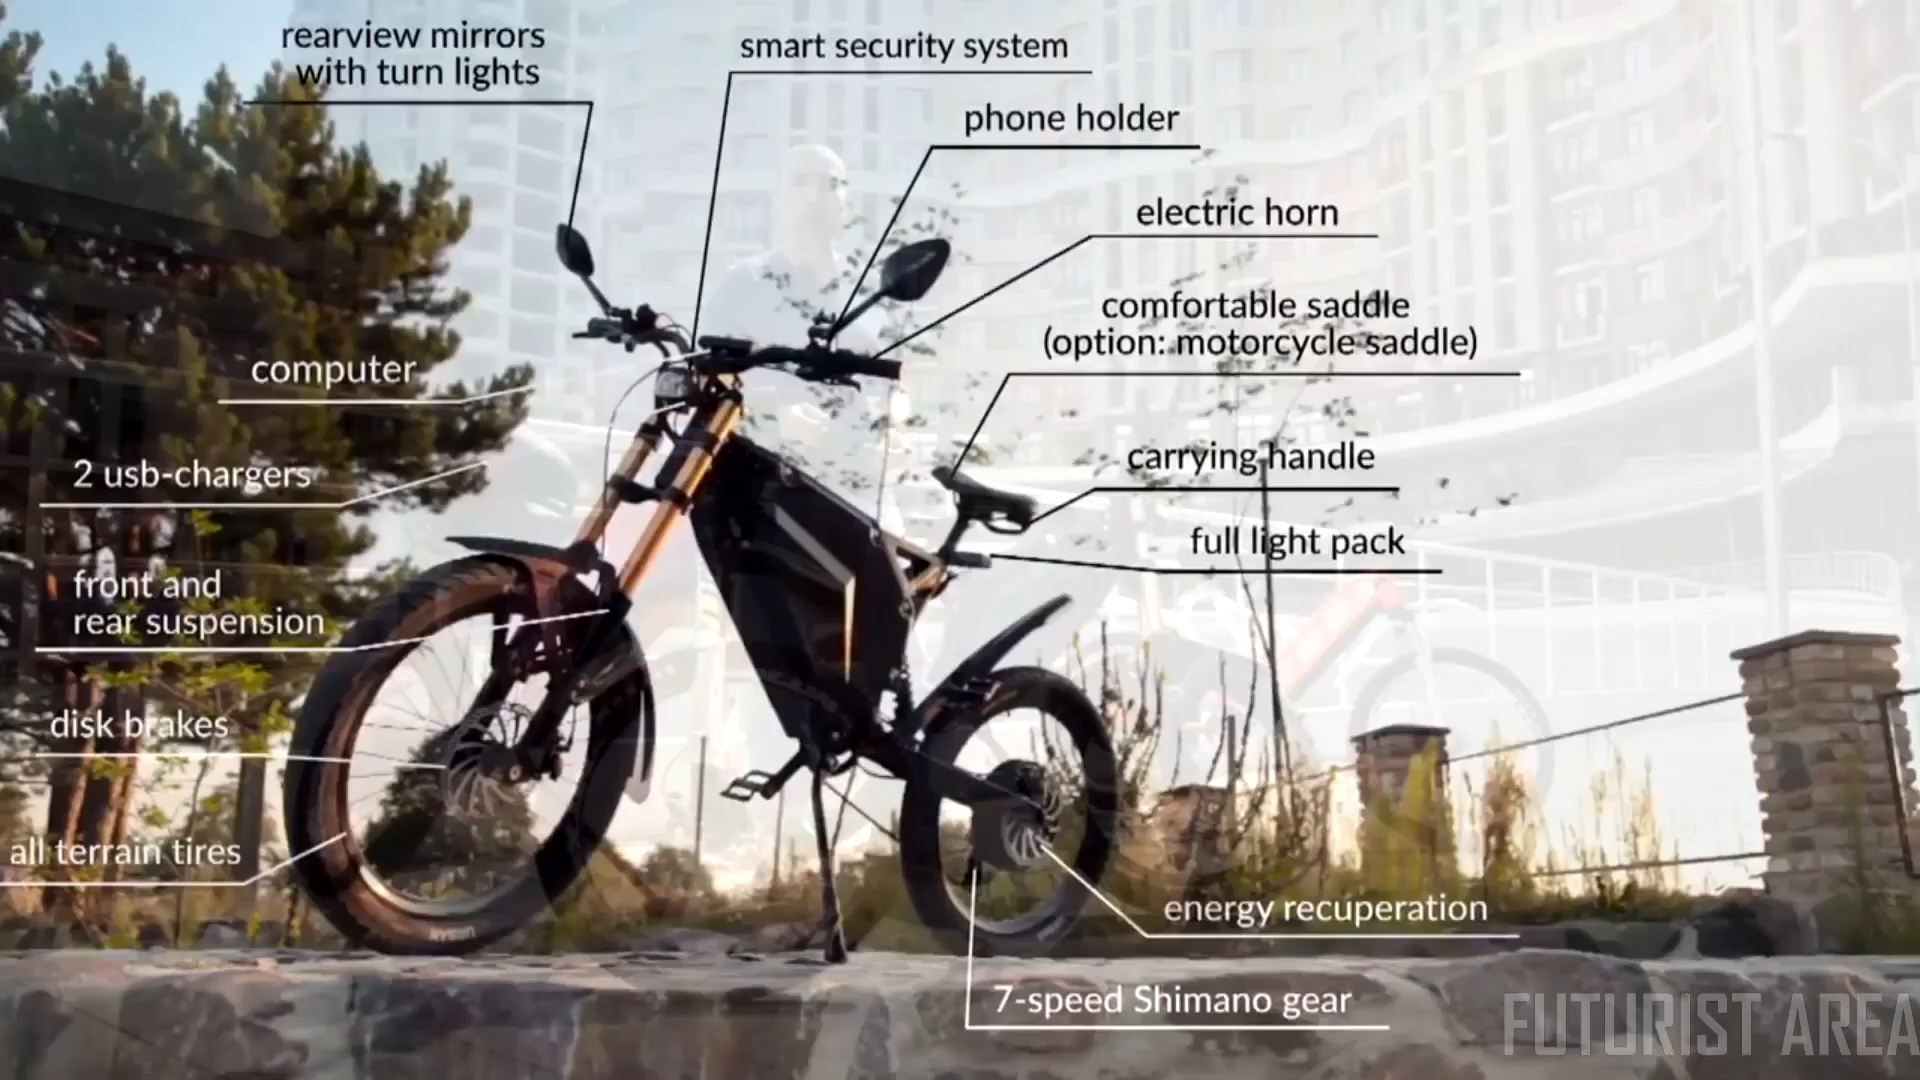 rearview mirrors
with turn lights
smart security system
phone holder
electric horn
comfortable saddle
(option: motorcycle saddle)
computer
carrying handle
2 usb-chargers
full light pack
front and
rear suspension
disk brakes
all terrain tires
energy recuperation
7-speed Shimano gear
FUTURIST AREA